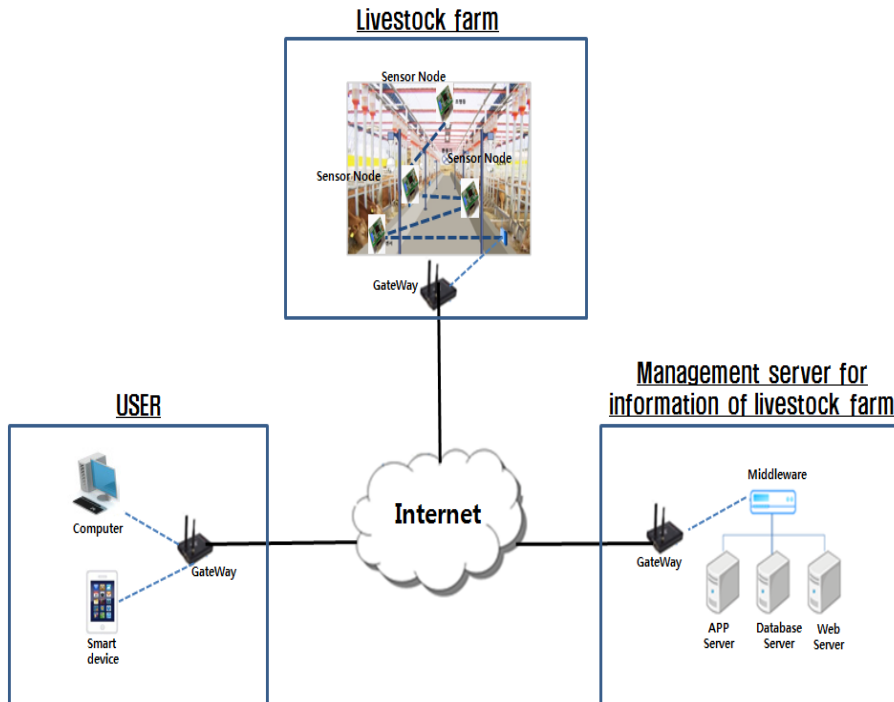 Livestock farm
Sensor Node
Sensor Node
Sensor Node
GateWay
USER
Computer
GateWay
Smart
device
Internet
Management server for
information of livestock farm
Middleware
GateWay
APP
Server
Database
Server
Web
Server